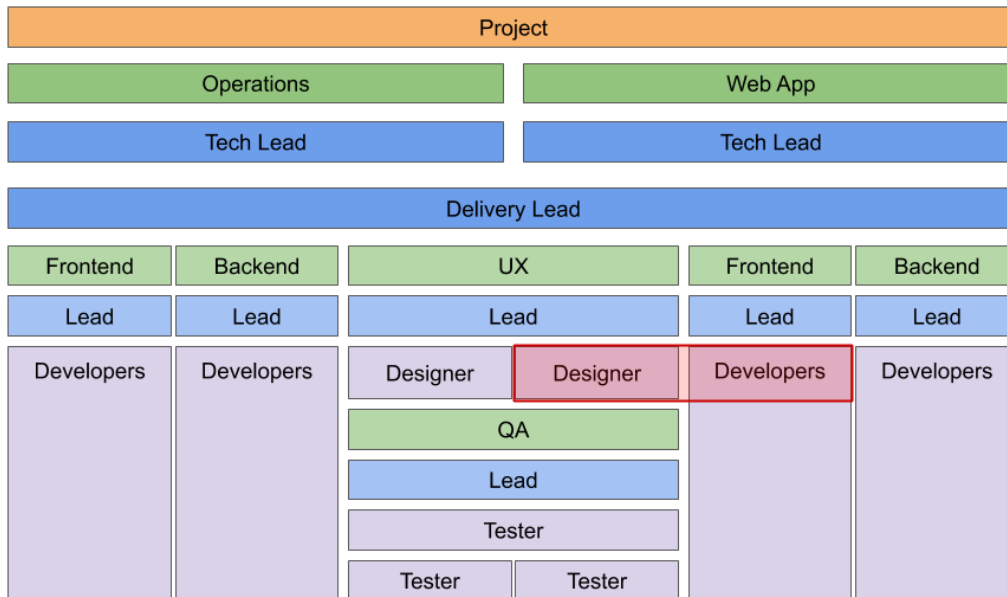 Project
Operations Web App
Tech Lead Tech Lead
Delivery Lead
Frontend Backend UX Frontend Backend
Lead Lead Lead Lead Lead
Developers Developers Designer Designer Developers Developers
QA
Lead
Tester
Tester Tester